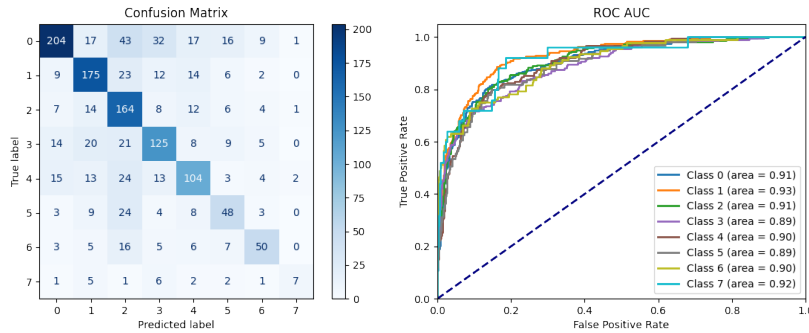 Confusion Matrix
0 204 17 43 32 17 16 9 1
1 9 175 23 12 14 6 2 0
2 7 14 164 8 12 6 4 0
3 14 20 21 125 8 9 5 0
4 15 13 24 13 104 3 4 2
5 3 9 24 4 8 48 3 0
6 3 5 16 5 6 7 50 0
7 1 5 1 6 2 2 1 7
0 1 2 3 4 5 6 7
True label
Predicted label
200
175
150
125
100
75
50
25
0
ROC AUC
True Positive Rate
1.0
0.8
0.6
0.4
0.2
0.0
0.0 0.2 0.4 0.6 0.8 1.0
False Positive Rate
Class 0 (area = 0.91)
Class 1 (area = 0.93)
Class 2 (area = 0.91)
Class 3 (area = 0.89)
Class 4 (area = 0.90)
Class 5 (area = 0.89)
Class 6 (area = 0.90)
Class 7 (area = 0.92)